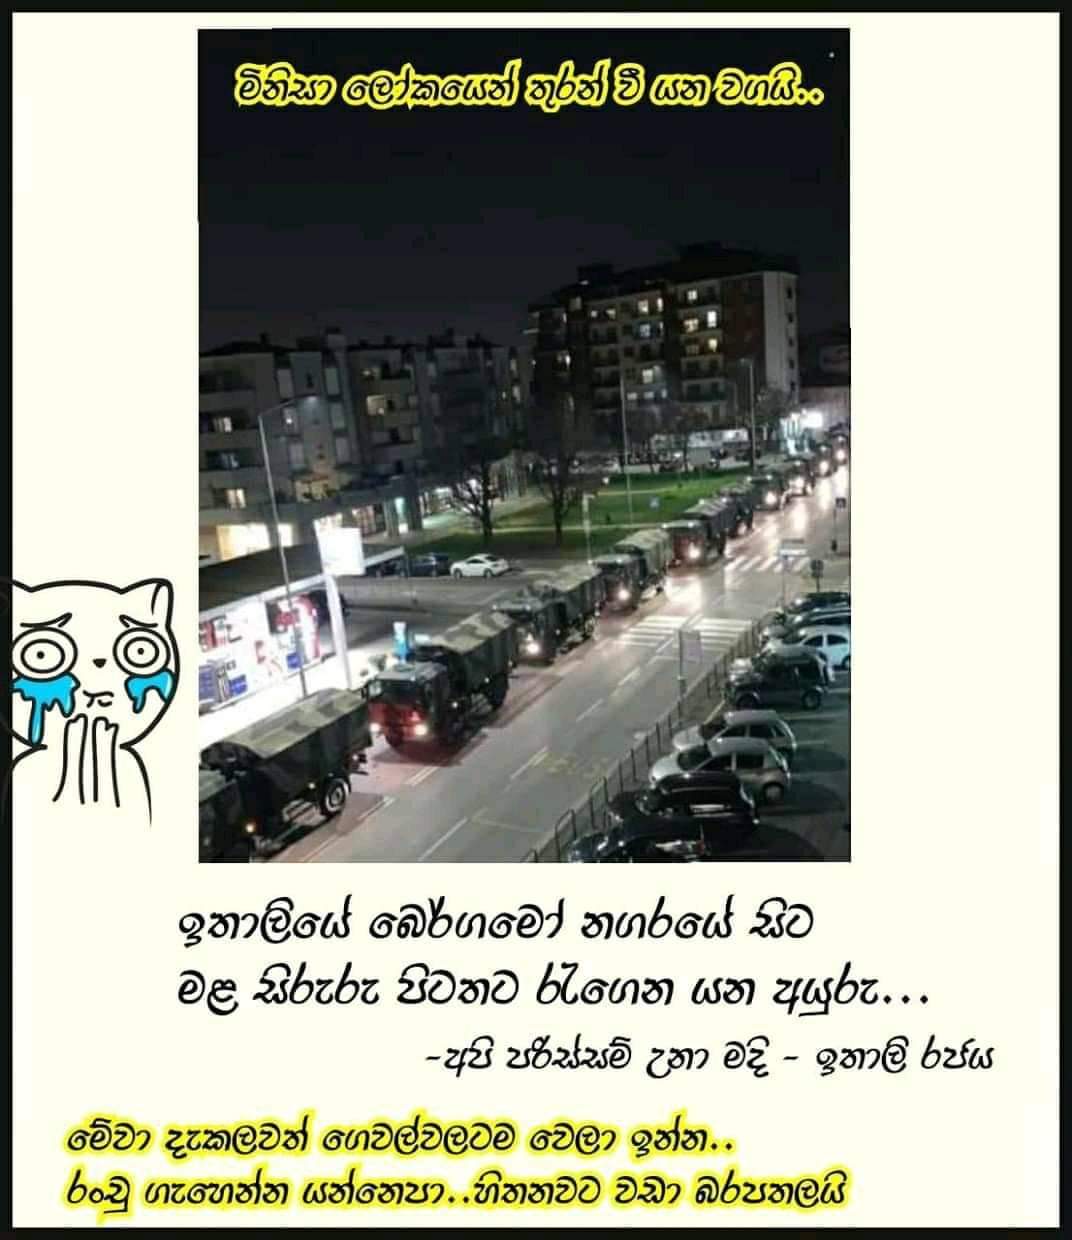 මිනිසා ලෝකයෙන් තුරන් වී යන වගයි..
ඉතාලියේ බෙර්ගමෝ නගරයේ සිට
මළ සිරුරු පිටතට රැගෙන යන අයුරු...
-අපි පරිස්සම් උනා මදි - ඉතාලි රජය
මේවා දැකලවත් ගෙවල්වලටම වෙලා ඉන්න..
රංචු ගැහෙන්න යන්නෙපා..හිතනවට වඩා බරපතලයි